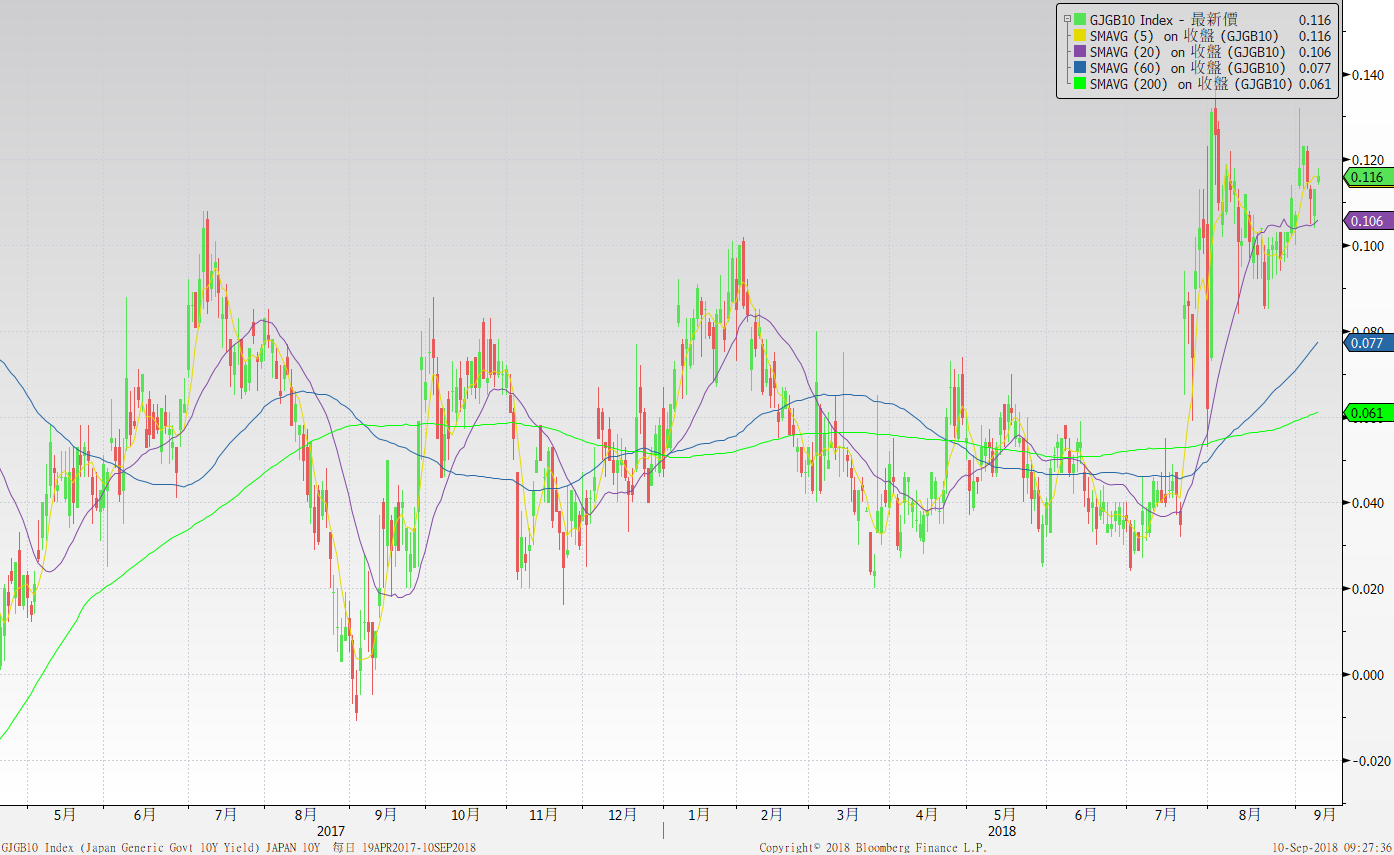 GJGB10 Index - 最新價 0.116
SMAVG (5) on 收盤 (GJGB10) 0.116
SMAVG (20) on 收盤 (GJGB10) 0.106
SMAVG (60) on 收盤 (GJGB10) 0.077
SMAVG (200) on 收盤 (GJGB10) 0.061
0.140
0.120
0.116
0.106
0.100
0.080
0.077
0.061
0.040
0.020
0.000
-0.020
5月 6月 7月 8月 9月 10月 11月 12月 1月 2月 3月 4月 5月 6月 7月 8月 9月
2017 2018
GJGB10 Index (Japan Generic Govt 10Y Yield) JAPAN 10Y 每日 19APR2017-10SEP2018 Copyright© 2018 Bloomberg Finance L.P. 10-Sep-2018 09:27:36